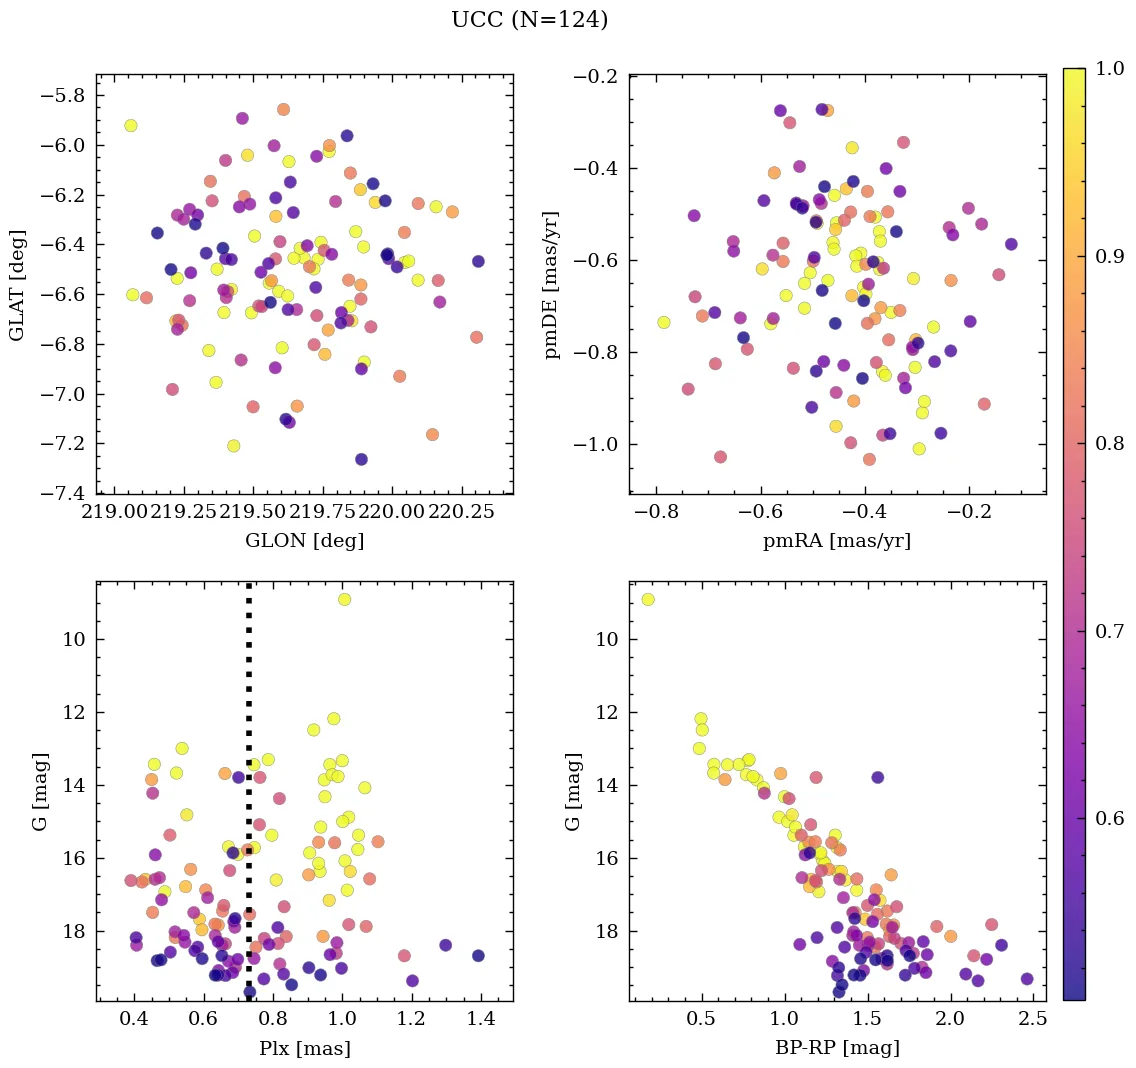 UCC (N=124)
−5.8
−6.0
−6.2
−6.4
−6.6
−6.8
−7.0
−7.2
−7.4
GLAT [deg]
219.00 219.25 219.50 219.75 220.00 220.25
GLON [deg]
−0.2
−0.4
−0.6
−0.8
−1.0
pmDE [mas/yr]
−0.8 −0.6 −0.4 −0.2
pmRA [mas/yr]
10
12
14
16
18
G [mag]
0.4 0.6 0.8 1.0 1.2 1.4
Plx [mas]
10
12
14
16
18
G [mag]
0.5 1.0 1.5 2.0 2.5
BP-RP [mag]
1.0
0.9
0.8
0.7
0.6